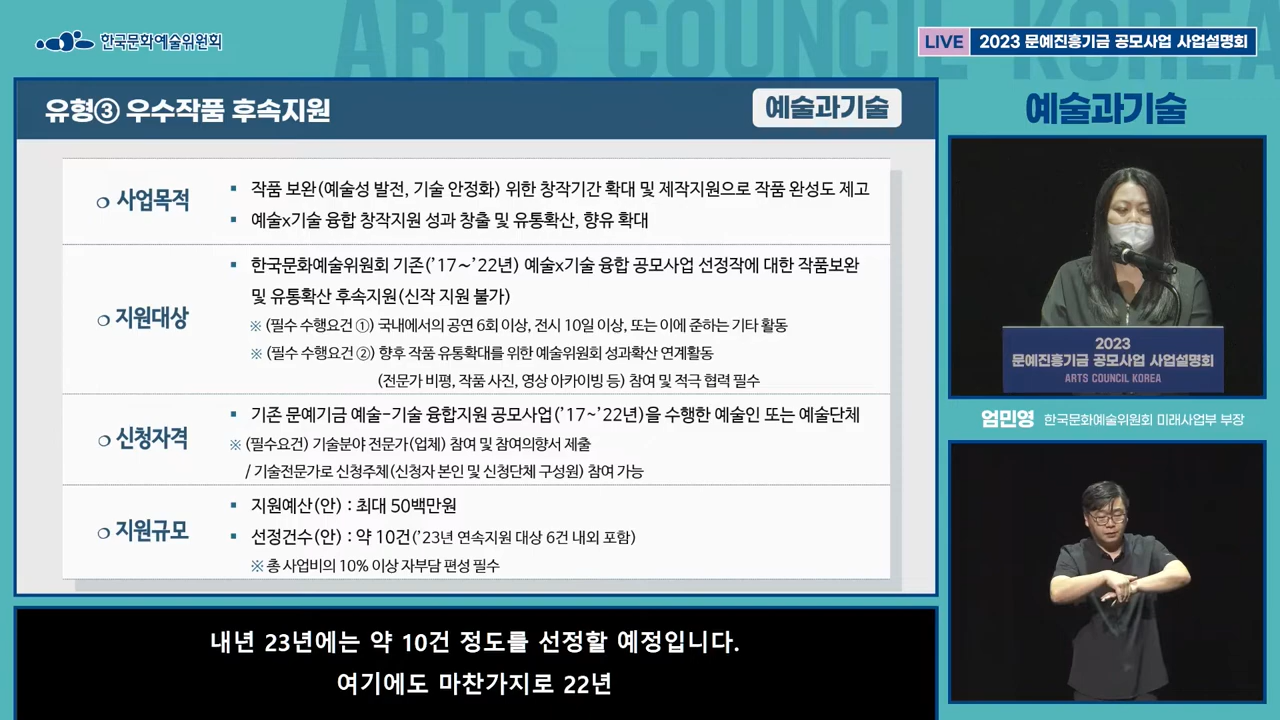 ARTS COUNCIL KOREA
한국문화예술위원회
LIVE 2023 문예진흥기금 공모사업 사업설명회
유형③ 우수작품 후속지원
예술과기술
❍ 사업목적
▪ 작품 보완(예술성 발전, 기술 안정화) 위한 창작기간 확대 및 제작지원으로 작품 완성도 제고
▪ 예술x기술 융합 창작지원 성과 창출 및 유통확산, 향유 확대
❍ 지원대상
▪ 한국문화예술위원회 기존('17~'22년) 예술x기술 융합 공모사업 선정작에 대한 작품보완
및 유통확산 후속지원(신작 지원 불가)
※ (필수 수행요건 ①) 국내에서의 공연 6회 이상, 전시 10일 이상, 또는 이에 준하는 기타 활동
※ (필수 수행요건 ②) 향후 작품 유통확대를 위한 예술위원회 성과확산 연계활동
(전문가 비평, 작품 사진, 영상 아카이빙 등) 참여 및 적극 협력 필수
❍ 신청자격
▪ 기존 문예기금 예술-기술 융합지원 공모사업('17~'22년)을 수행한 예술인 또는 예술단체
※ (필수요건) 기술분야 전문가(업체) 참여 및 참여의향서 제출
/ 기술전문가로 신청주체(신청자 본인 및 신청단체 구성원) 참여 가능
❍ 지원규모
▪ 지원예산(안) : 최대 50백만원
▪ 선정건수(안) : 약 10건('23년 연속지원 대상 6건 내외 포함)
※ 총 사업비의 10% 이상 자부담 편성 필수
예술과기술
2023
문예진흥기금 공모사업 사업설명회
ARTS COUNCIL KOREA
엄민영 한국문화예술위원회 미래사업부 부장
내년 23년에는 약 10건 정도를 선정할 예정입니다.
여기에도 마찬가지로 22년